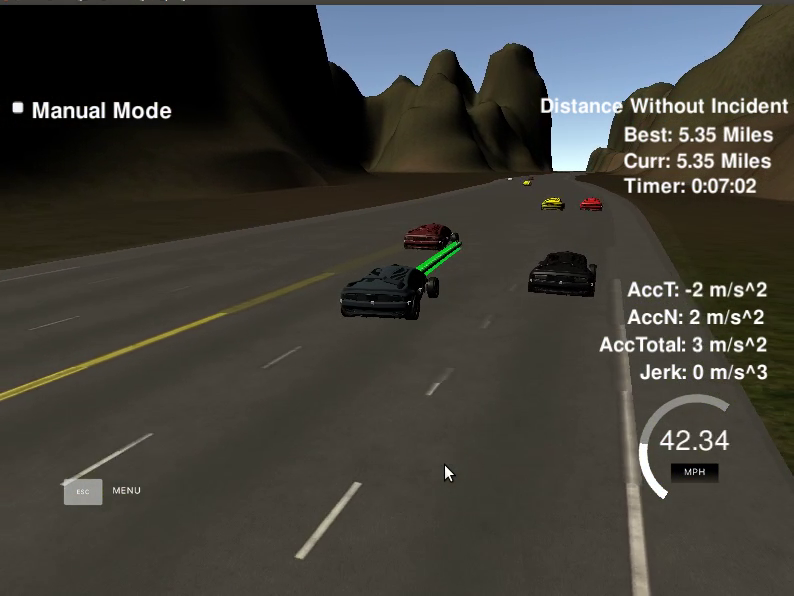 Manual Mode
Distance Without Incident
Best: 5.35 Miles
Curr: 5.35 Miles
Timer: 0:07:02
AccT: -2 m/s^2
AccN: 2 m/s^2
AccTotal: 3 m/s^2
Jerk: 0 m/s^3
42.34
MPH
ESC MENU